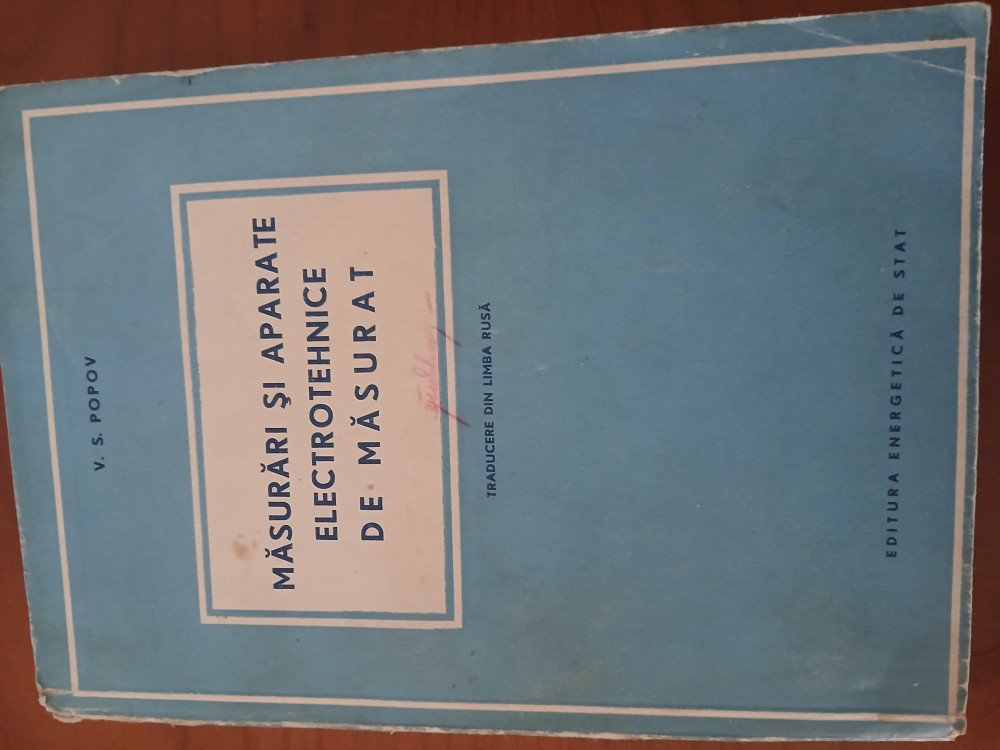 V. S. POPOV
MĂSURĂRI ŞI APARATE
ELECTROTEHNICE
DE MĂSURAT
TRADUCERE DIN LIMBA RUSĂ
EDITURA ENERGETICĂ DE STAT